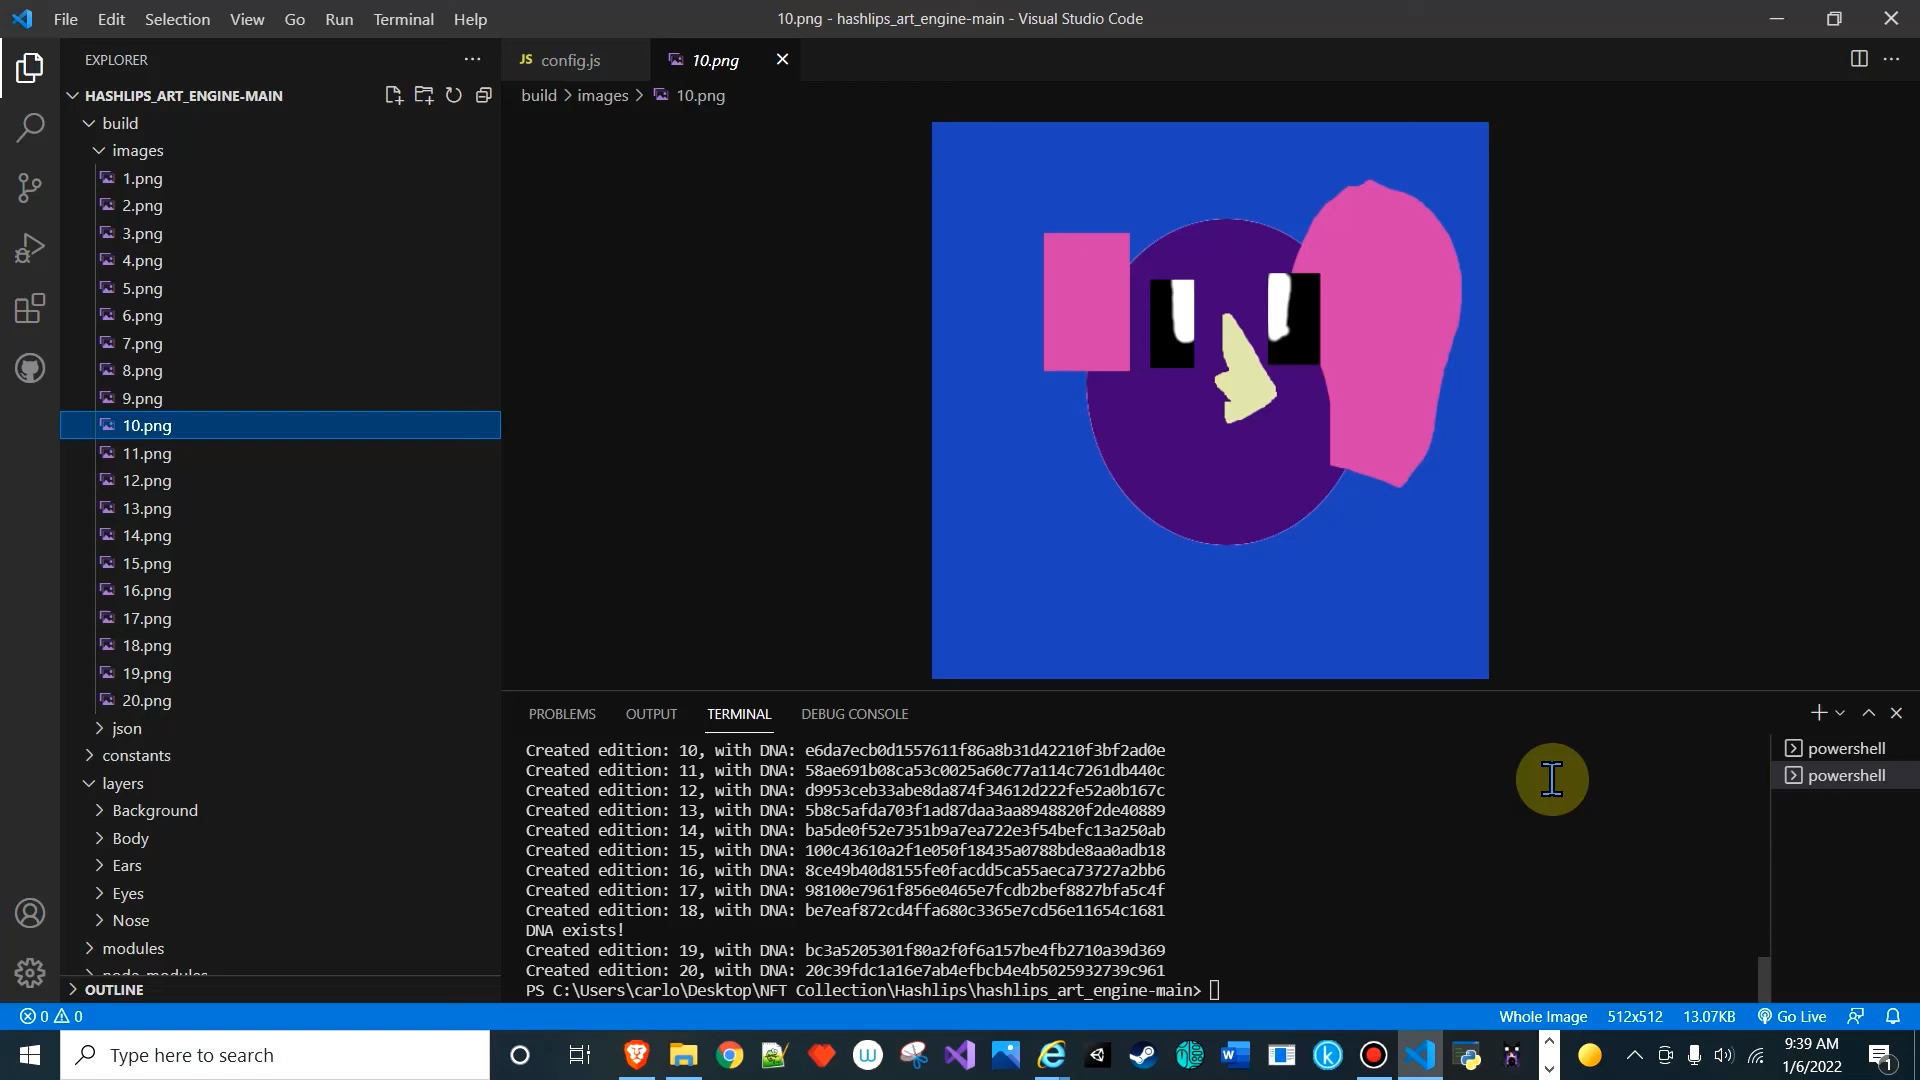 File Edit Selection View Go Run Terminal Help
10.png - hashlips_art_engine-main - Visual Studio Code
EXPLORER
HASHLIPS_ART_ENGINE-MAIN
build
images
1.png
2.png
3.png
4.png
5.png
6.png
7.png
8.png
9.png
10.png
11.png
12.png
13.png
14.png
15.png
16.png
17.png
18.png
19.png
20.png
json
constants
layers
Background
Body
Ears
Eyes
Nose
modules
node_modules
OUTLINE
JS config.js
10.png
build > images > 10.png
PROBLEMS OUTPUT TERMINAL DEBUG CONSOLE
Created edition: 10, with DNA: e6da7ecb0d1557611f86a8b31d42210f3bf2ad0e
Created edition: 11, with DNA: 58ae691b08ca53c0025a60c77a114c7261db440c
Created edition: 12, with DNA: d9953ceb33abe8da874f34612d222fe52a0b167c
Created edition: 13, with DNA: 5b8c5afda703f1ad87daa3aa8948820f2de40889
Created edition: 14, with DNA: ba5de0f52e7351b9a7ea722e3f54befc13a250ab
Created edition: 15, with DNA: 100c43610a2f1e050f18435a0788bde8aa0adb18
Created edition: 16, with DNA: 8ce49b40d8155fe0facdd5ca55aeca73727a2bb6
Created edition: 17, with DNA: 98100e7961f856e0465e7fcdb2bef8827bfa5c4f
Created edition: 18, with DNA: be7eaf872cd4ffa680c3365e7cd56e11654c1681
DNA exists!
Created edition: 19, with DNA: bc3a5205301f80a2f0f6a157be4fb2710a39d369
Created edition: 20, with DNA: 20c39fdc1a16e7ab4efbcb4e4b5025932739c961
PS C:\Users\carlo\Desktop\NFT Collection\Hashlips\hashlips_art_engine-main>
powershell
powershell
0 0
Whole Image 512x512 13.07KB Go Live
Type here to search
9:39 AM
1/6/2022
1